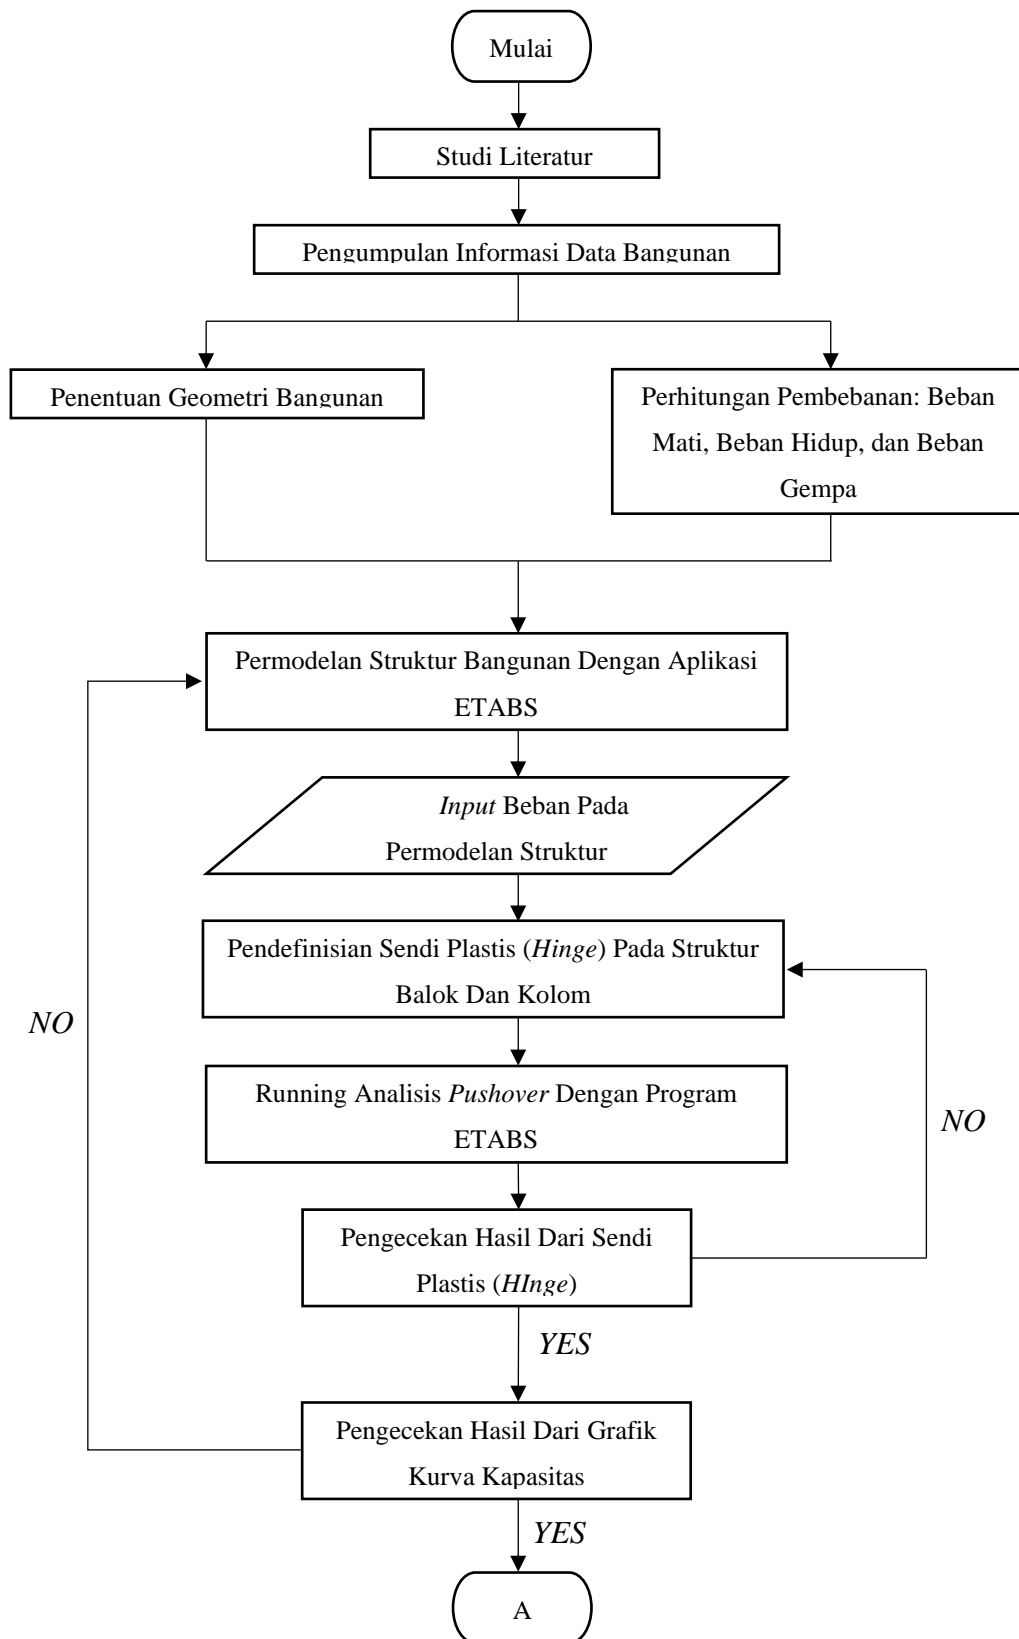 Mulai
Studi Literatur
Pengumpulan Informasi Data Bangunan
Penentuan Geometri Bangunan
Perhitungan Pembebanan: Beban
Mati, Beban Hidup, dan Beban
Gempa
Permodelan Struktur Bangunan Dengan Aplikasi
ETABS
Input Beban Pada
Permodelan Struktur
Pendefinisian Sendi Plastis (Hinge) Pada Struktur
Balok Dan Kolom
NO
Running Analisis Pushover Dengan Program
ETABS
NO
Pengecekan Hasil Dari Sendi
Plastis (HInge)
YES
Pengecekan Hasil Dari Grafik
Kurva Kapasitas
YES
A